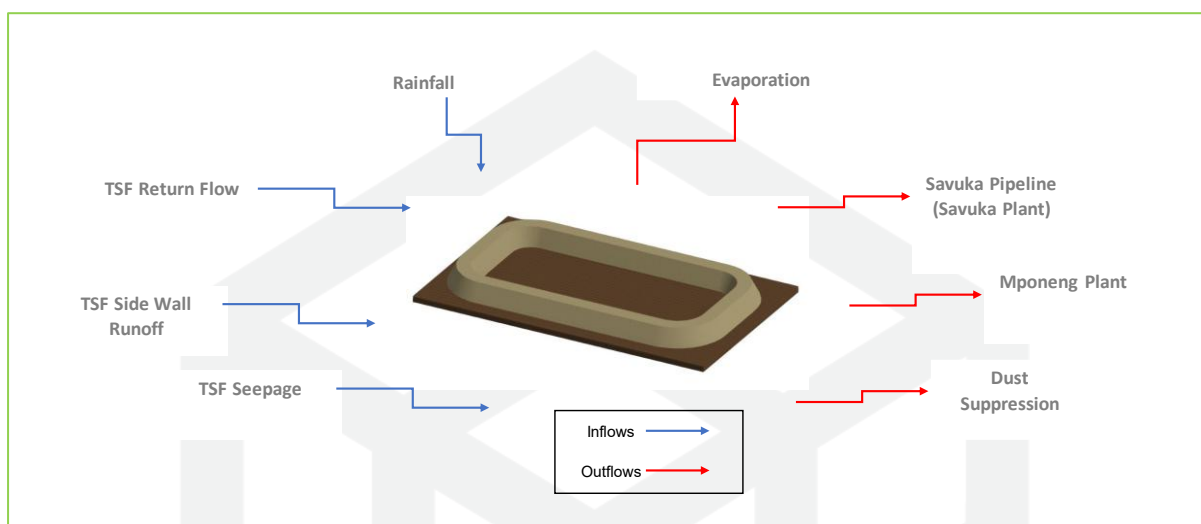 Rainfall
Evaporation
TSF Return Flow
Savuka Pipeline
(Savuka Plant)
TSF Side Wall
Runoff
Mponeng Plant
TSF Seepage
Dust
Suppression
Inflows
Outflows